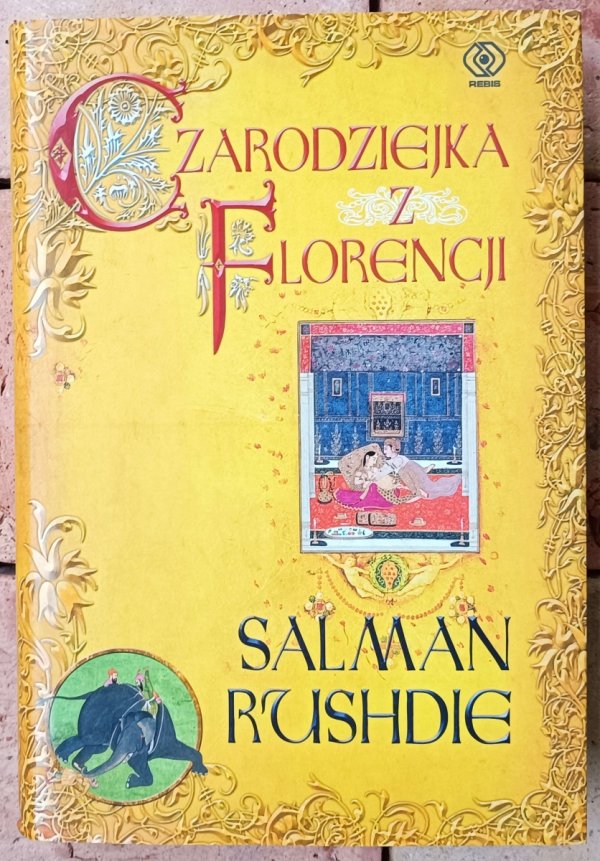 REBIS
CZARODZIEJKA
Z
FLORENCJI
SALMAN
RUSHDIE